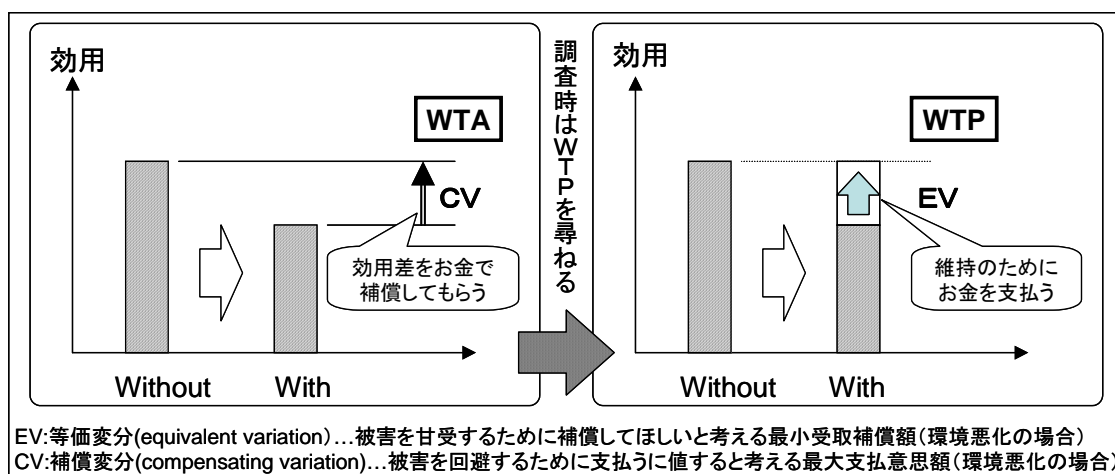 効用
WTA
CV
効用差をお金で
補償してもらう
Without With
調査時はWTPを尋ねる
効用
WTP
EV
維持のために
お金を支払う
Without With
EV:等価変分(equivalent variation)…被害を甘受するために補償してほしいと考える最小受取補償額(環境悪化の場合)
CV:補償変分(compensating variation)…被害を回避するために支払うに値すると考える最大支払意思額(環境悪化の場合)